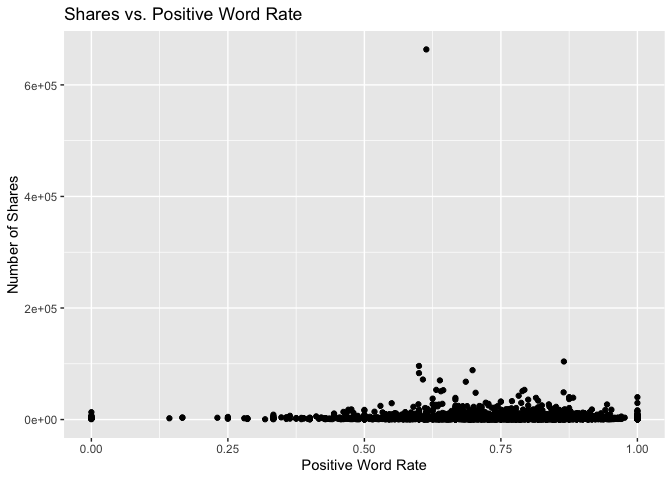 Shares vs. Positive Word Rate
6e+05
4e+05
2e+05
0e+00
Number of Shares
0.00 0.25 0.50 0.75 1.00
Positive Word Rate